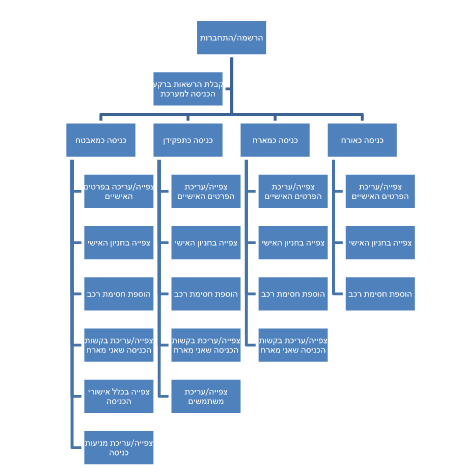 הרשמה/התחברות
קבלת הרשאות ברקע
הכניסה למערכת
כניסה כאורח
כניסה כמארח
כניסה כתפקידן
כניסה כמאבטח
צפייה/עריכת
הפרטים האישיים
צפייה בחניון האישי
הוספת חסימת רכב
צפייה/עריכת
הפרטים האישיים
צפייה בחניון האישי
הוספת חסימת רכב
צפייה/עריכת בקשות
הכניסה שאני מארח
צפייה/עריכת
הפרטים האישיים
צפייה בחניון האישי
הוספת חסימת רכב
צפייה/עריכת בקשות
הכניסה שאני מארח
צפייה/עריכת
משתמשים
צפייה/עריכה בפרטים
האישיים
צפייה בחניון האישי
הוספת חסימת רכב
צפייה/עריכת בקשות
הכניסה שאני מארח
צפייה בכלל אישורי
הכניסה
צפייה/עריכת מניעות
כניסה